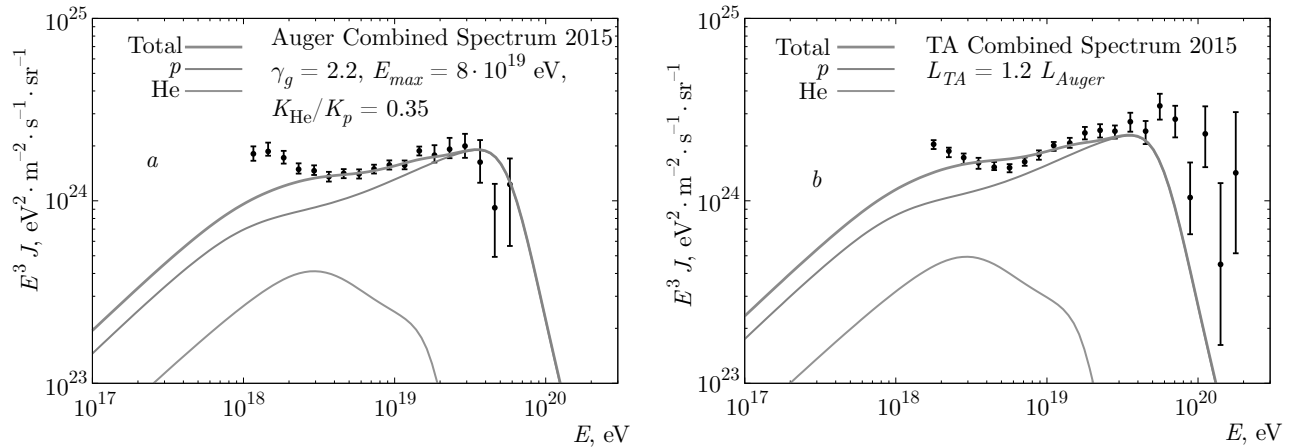 10^25
10^24
10^23
E^3 J, eV^2 · m^−2 · s^−1 · sr^−1
Total
p
He
Auger Combined Spectrum 2015
γ_g = 2.2, E_max = 8 · 10^19 eV,
K_He/K_p = 0.35
a
10^17
10^18
10^19
10^20
E, eV
10^25
10^24
10^23
E^3 J, eV^2 · m^−2 · s^−1 · sr^−1
Total
p
He
TA Combined Spectrum 2015
L_TA = 1.2 L_Auger
b
10^17
10^18
10^19
10^20
E, eV